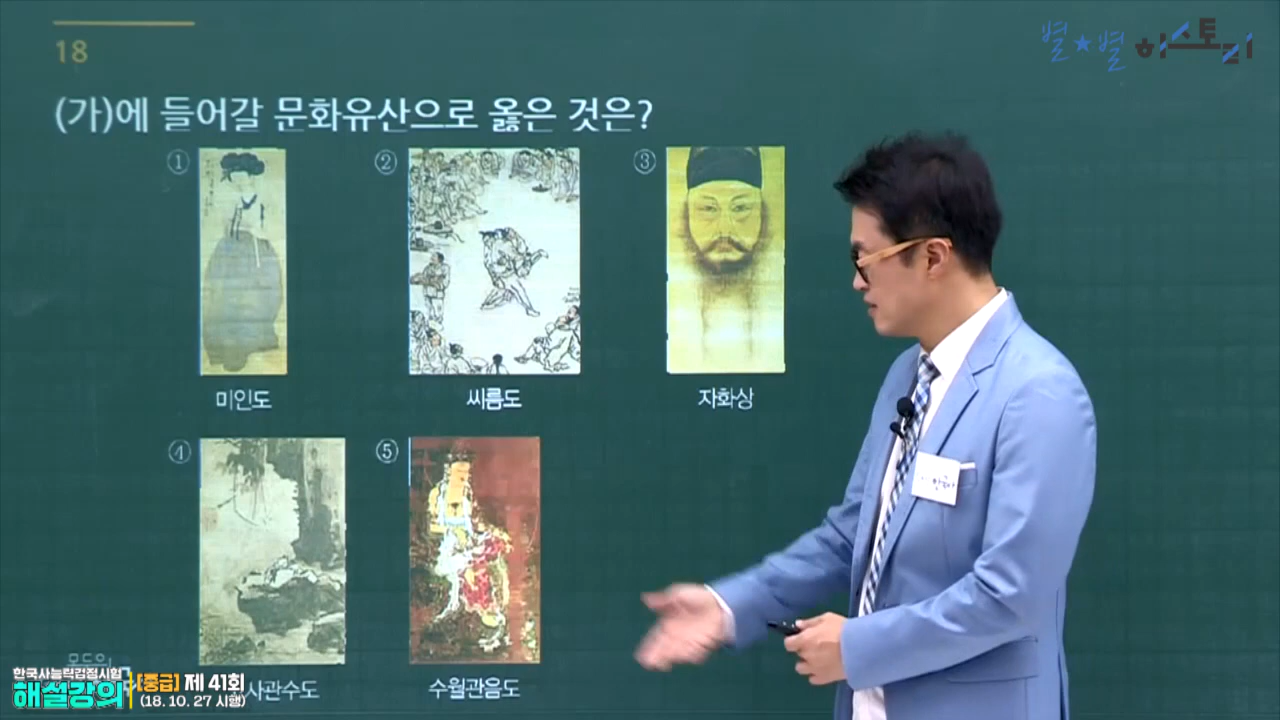 별★별 히스토리
18
(가)에 들어갈 문화유산으로 옳은 것은?
① ② ③
미인도 씨름도 자화상
④ ⑤
사관수도 수월관음도
한국사능력검정시험
해설강의
[중급] 제 41회
(18. 10. 27 시행)